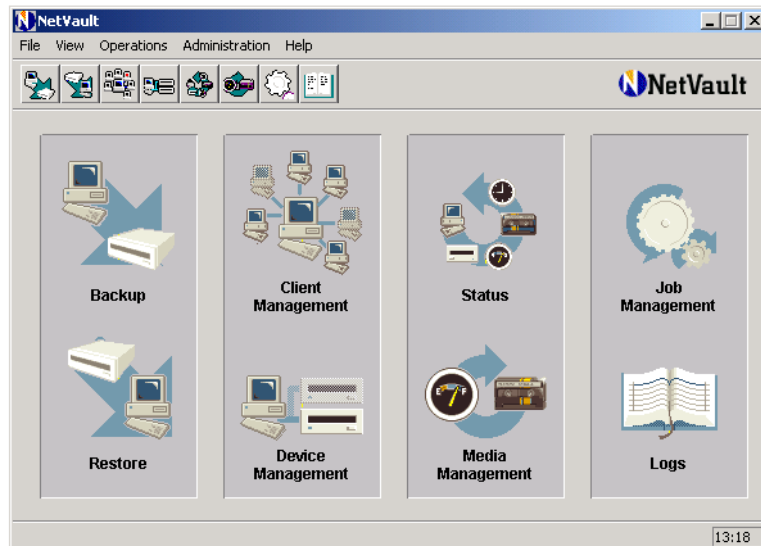 NetVault
File View Operations Administration Help
NetVault
Backup
Client
Management
Status
Job
Management
Restore
Device
Management
Media
Management
Logs
13:18